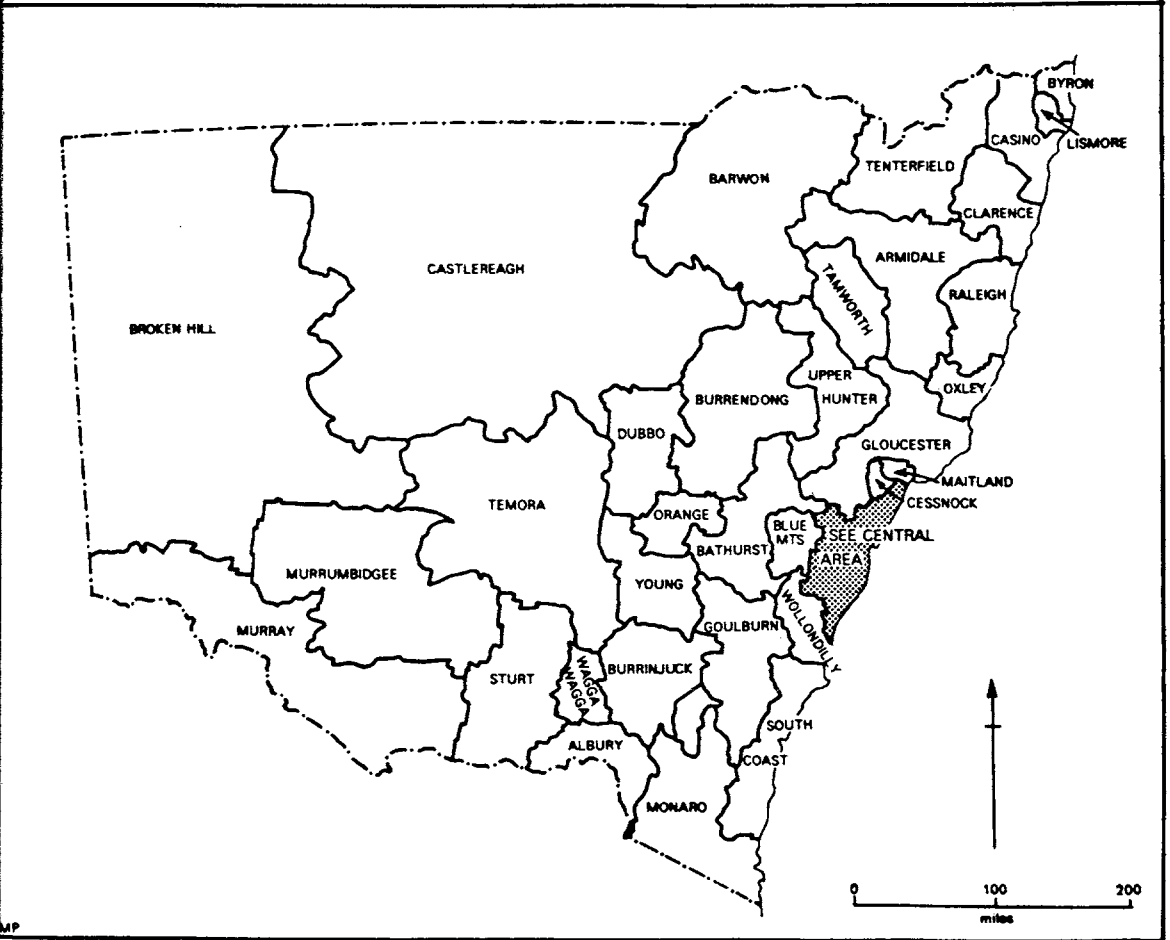 BYRON
LISMORE
CASINO
TENTERFIELD
BARWON
CLARENCE
ARMIDALE
CASTLEREAGH
TAMWORTH
RALEIGH
BROKEN HILL
UPPER
HUNTER
OXLEY
BURRENDONG
DUBBO
GLOUCESTER
MAITLAND
CESSNOCK
TEMORA
ORANGE
BLUE
MTS
SEE CENTRAL
AREA
BATHURST
MURRUMBIDGEE
YOUNG
WOLLONDILLY
GOULBURN
MURRAY
BURRINJUCK
STURT
WAGGA
WAGGA
SOUTH
COAST
ALBURY
MONARO
0
100
200
miles
MP